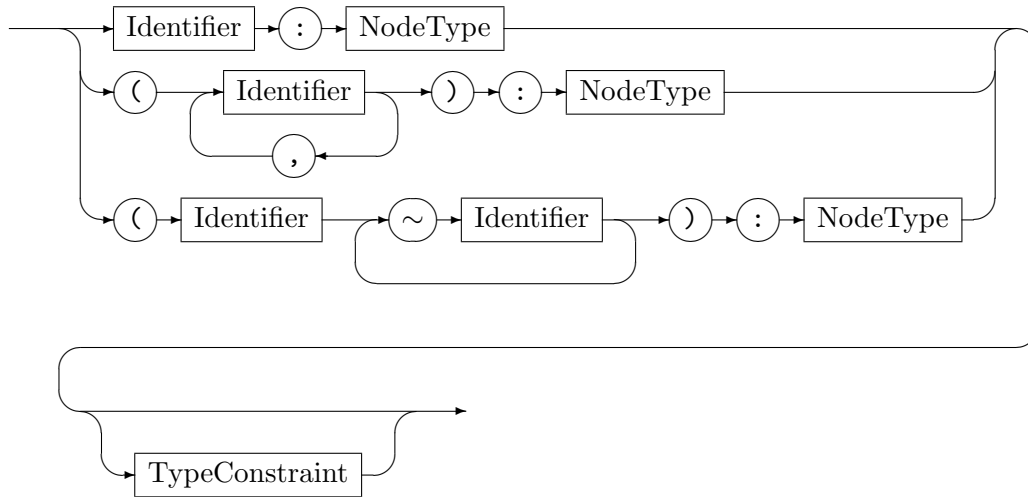 Identifier : NodeType
( Identifier ) : NodeType
,
( Identifier ~ Identifier ) : NodeType
TypeConstraint